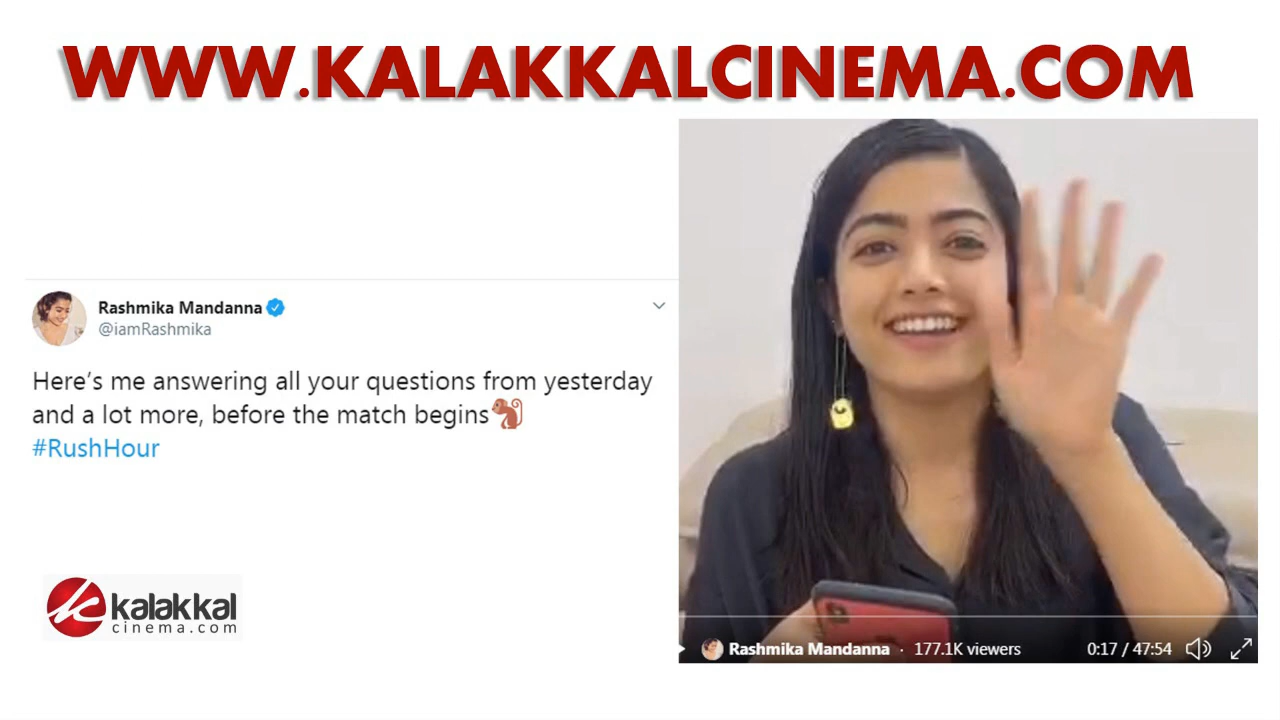 WWW.KALAKKALCINEMA.COM
Rashmika Mandanna
@iamRashmika
Here’s me answering all your questions from yesterday
and a lot more, before the match begins🐒
#RushHour
kalakkal
cinema.com
Rashmika Mandanna · 177.1K viewers 0:17 / 47:54